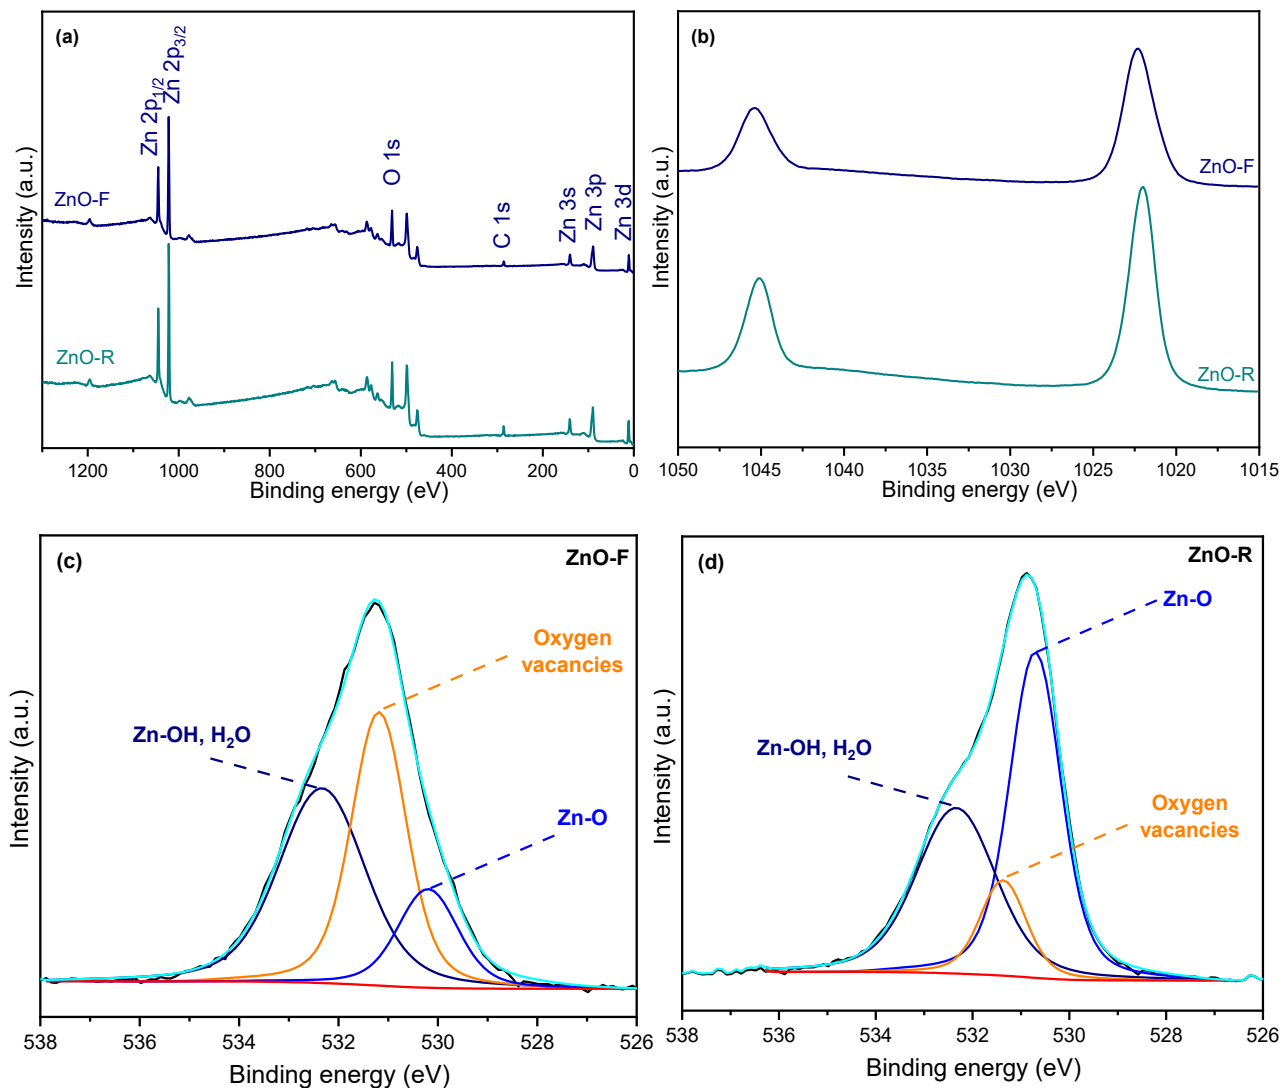 (a)
Zn 2p1/2
Zn 2p3/2
O 1s
C 1s
Zn 3s
Zn 3p
Zn 3d
ZnO-F
ZnO-R
Intensity (a.u.)
1200 1000 800 600 400 200 0
Binding energy (eV)
(b)
ZnO-F
ZnO-R
Intensity (a.u.)
1050 1045 1040 1035 1030 1025 1020 1015
Binding energy (eV)
(c)
ZnO-F
Oxygen
vacancies
Zn-OH, H2O
Zn-O
Intensity (a.u.)
538 536 534 532 530 528 526
Binding energy (eV)
(d)
ZnO-R
Zn-O
Zn-OH, H2O
Oxygen
vacancies
Intensity (a.u.)
538 536 534 532 530 528 526
Binding energy (eV)